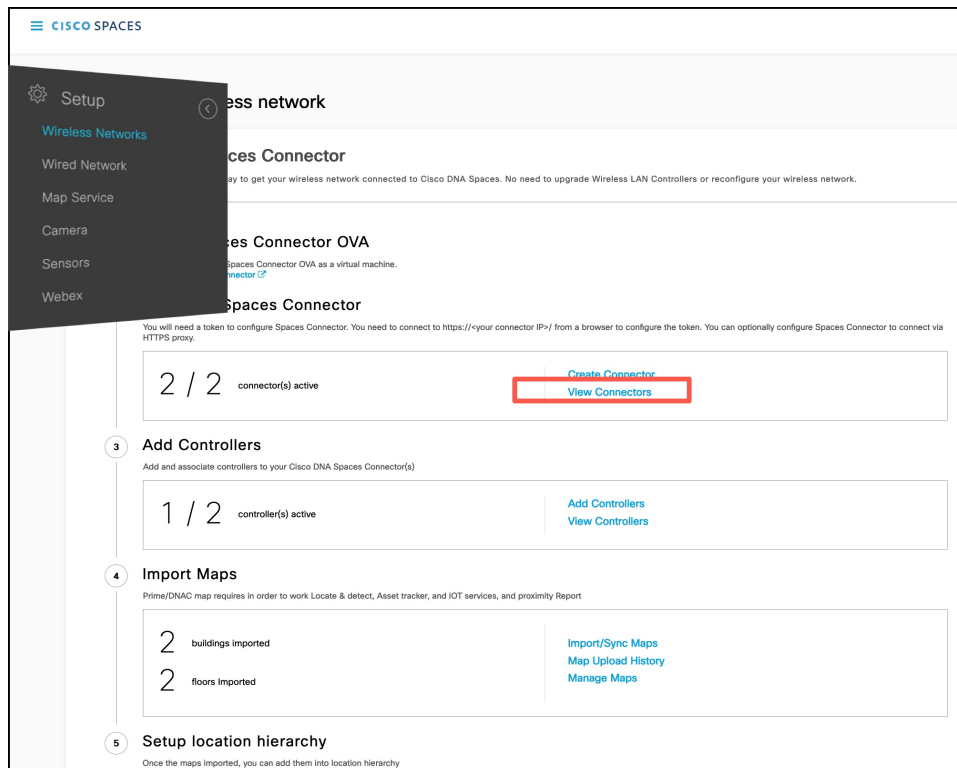 CISCO SPACES
Setup
Wireless Networks
Wired Network
Map Service
Camera
Sensors
Webex
ess network
ces Connector
ay to get your wireless network connected to Cisco DNA Spaces. No need to upgrade Wireless LAN Controllers or reconfigure your wireless network.
es Connector OVA
Spaces Connector OVA as a virtual machine.
nnector
Spaces Connector
You will need a token to configure Spaces Connector. You need to connect to https://<your connector IP>/ from a browser to configure the token. You can optionally configure Spaces Connector to connect via
HTTPS proxy.
2 / 2 connector(s) active
Create Connector
View Connectors
3 Add Controllers
Add and associate controllers to your Cisco DNA Spaces Connector(s)
1 / 2 controller(s) active
Add Controllers
View Controllers
4 Import Maps
Prime/DNAC map requires in order to work Locate & detect, Asset tracker, and IOT services, and proximity Report
2 buildings imported
2 floors Imported
Import/Sync Maps
Map Upload History
Manage Maps
5 Setup location hierarchy
Once the maps imported, you can add them into location hierarchy